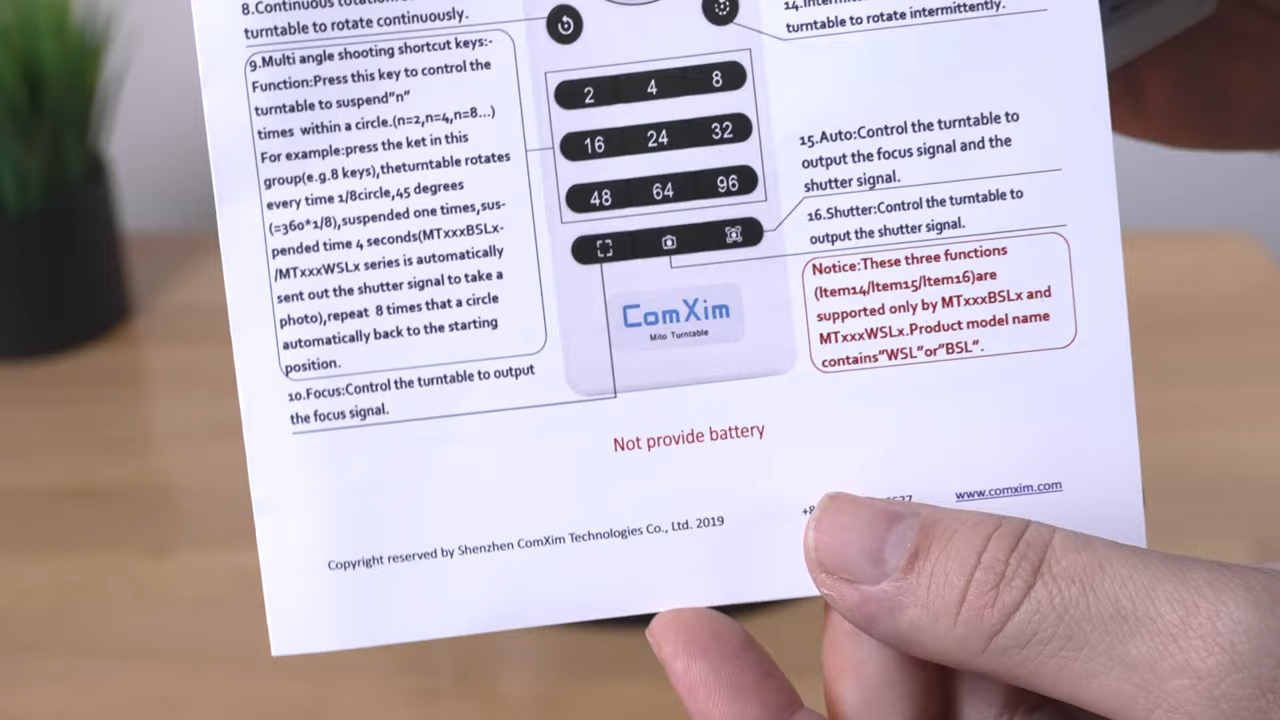 8.Continuous rotation
turntable to rotate continuously.
9.Multi angle shooting shortcut keys:-
Function:Press this key to control the
turntable to suspend"n"
times within a circle.(n=2,n=4,n=8...)
For example:press the ket in this
group(e.g.8 keys),theturntable rotates
every time 1/8circle,45 degrees
(=360*1/8),suspended one times,sus-
pended time 4 seconds(MTxxxBSLx-
/MTxxxWSLx series is automatically
sent out the shutter signal to take a
photo),repeat 8 times that a circle
automatically back to the starting
position.
10.Focus:Control the turntable to output
the focus signal.
2 4 8
16 24 32
48 64 96
ComXim
Mito Turntable
turntable to rotate intermittently.
15.Auto:Control the turntable to
output the focus signal and the
shutter signal.
16.Shutter:Control the turntable to
output the shutter signal.
Notice:These three functions
(Item14/Item15/Item16)are
supported only by MTxxxBSLx and
MTxxxWSLx.Product model name
contains"WSL"or"BSL".
Not provide battery
Copyright reserved by Shenzhen ComXim Technologies Co., Ltd. 2019
www.comxim.com